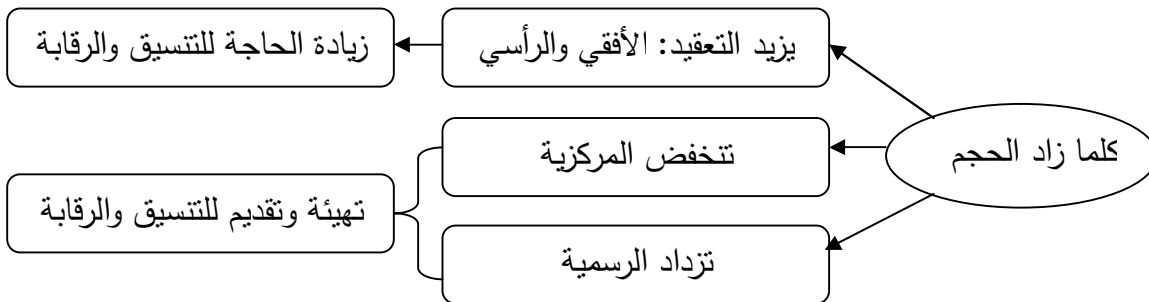 كلما زاد الحجم
يزيد التعقيد: الأفقي والرأسي
زيادة الحاجة للتنسيق والرقابة
تنخفض المركزية
تزداد الرسمية
تهيئة وتقديم للتنسيق والرقابة